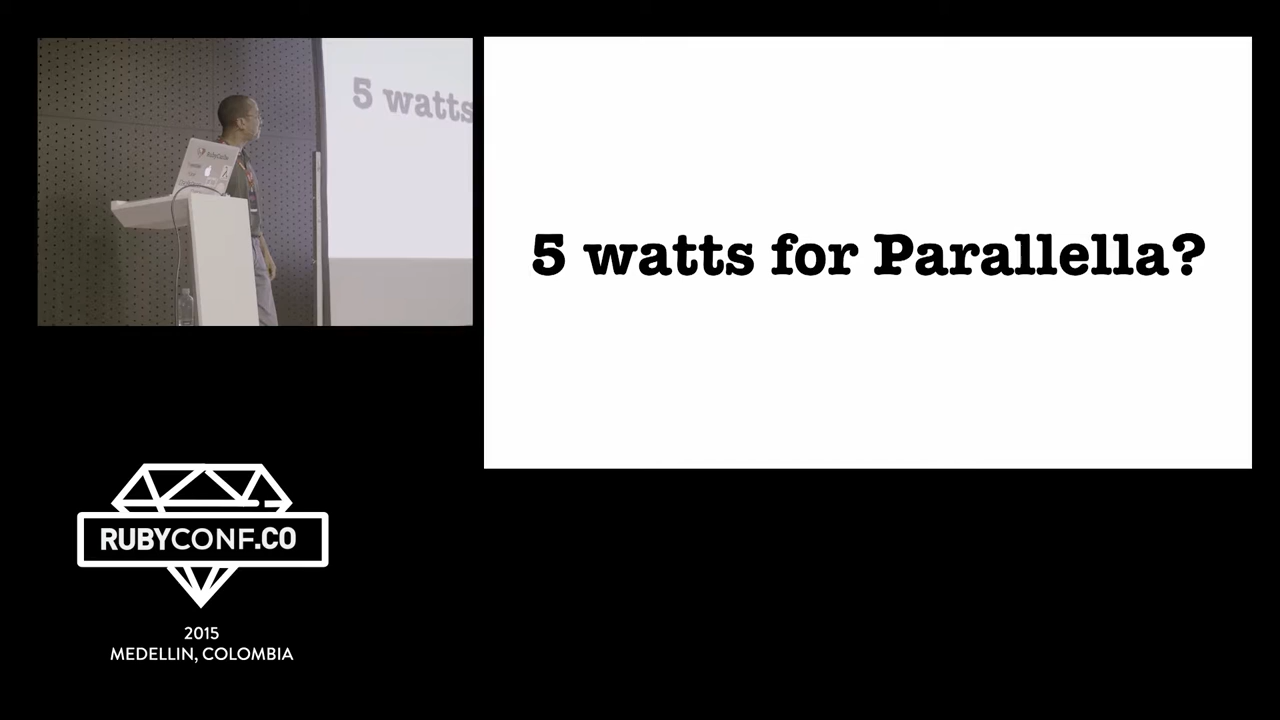 5 watts
5 watts for Parallella?
RUBYCONF.CO
2015
MEDELLIN, COLOMBIA